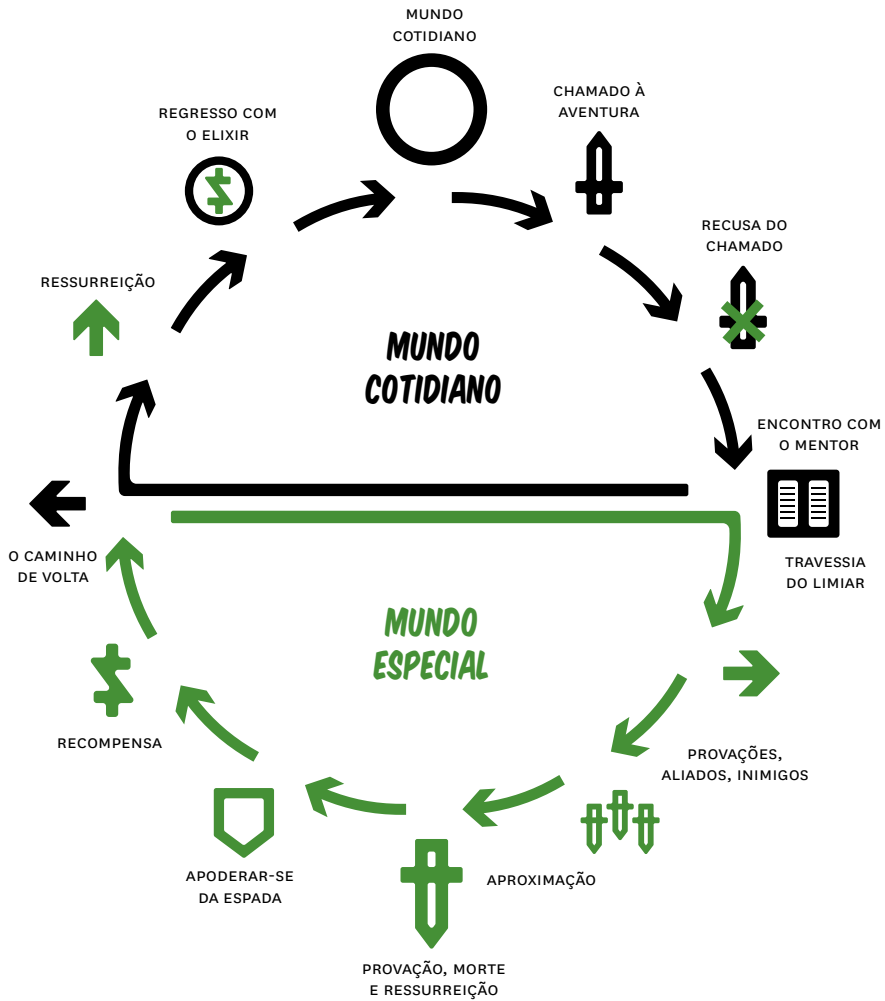 MUNDO
COTIDIANO
CHAMADO À
AVENTURA
RECUSA DO
CHAMADO
ENCONTRO COM
O MENTOR
TRAVESSIA
DO LIMIAR
PROVAÇÕES,
ALIADOS, INIMIGOS
APROXIMAÇÃO
PROVAÇÃO, MORTE
E RESSURREIÇÃO
APODERAR-SE
DA ESPADA
RECOMPENSA
O CAMINHO
DE VOLTA
RESSURREIÇÃO
REGRESSO COM
O ELIXIR
MUNDO
COTIDIANO
MUNDO
ESPECIAL